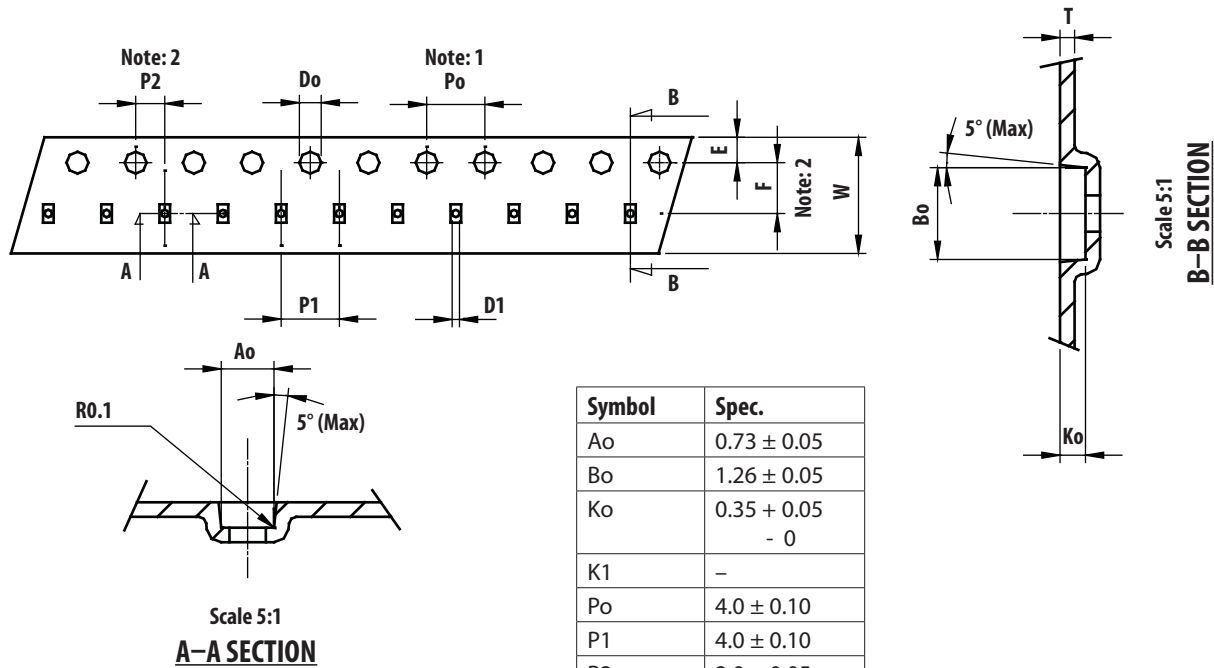 Note: 2
P2
Do
Note: 1
Po
B
E
F
Note: 2
W
A
A
P1
D1
B
Ao
R0.1
5° (Max)
Scale 5:1
A–A SECTION
T
5° (Max)
Bo
Ko
Scale 5:1
B–B SECTION
Symbol Spec.
Ao 0.73 ± 0.05
Bo 1.26 ± 0.05
Ko 0.35 + 0.05
- 0
K1 –
Po 4.0 ± 0.10
P1 4.0 ± 0.10